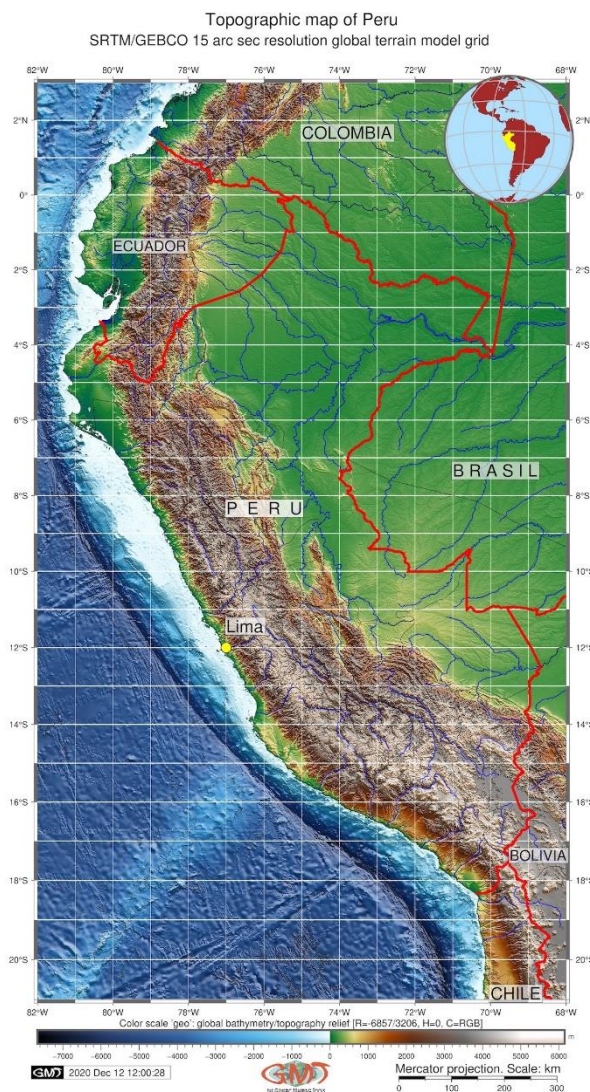 Topographic map of Peru
SRTM/GEBCO 15 arc sec resolution global terrain model grid
82°W 80°W 78°W 76°W 74°W 72°W 70°W 68°W
2°N 2°N
COLOMBIA
0° 0°
ECUADOR
2°S 2°S
4°S 4°S
6°S 6°S
BRASIL
8°S 8°S
PERU
10°S 10°S
Lima
12°S 12°S
14°S 14°S
16°S 16°S
BOLIVIA
18°S 18°S
20°S 20°S
CHILE
82°W 80°W 78°W 76°W 74°W 72°W 70°W 68°W
Color scale 'geo': global bathymetry/topography relief [R=-6857/3206, H=0, C=RGB]
m
-7000 -6000 -5000 -4000 -3000 -2000 -1000 0 1000 2000 3000 4000 5000 6000
GMD 2020 Dec 12 12:00:28
GMT
Mercator projection. Scale: km
0 100 200 300